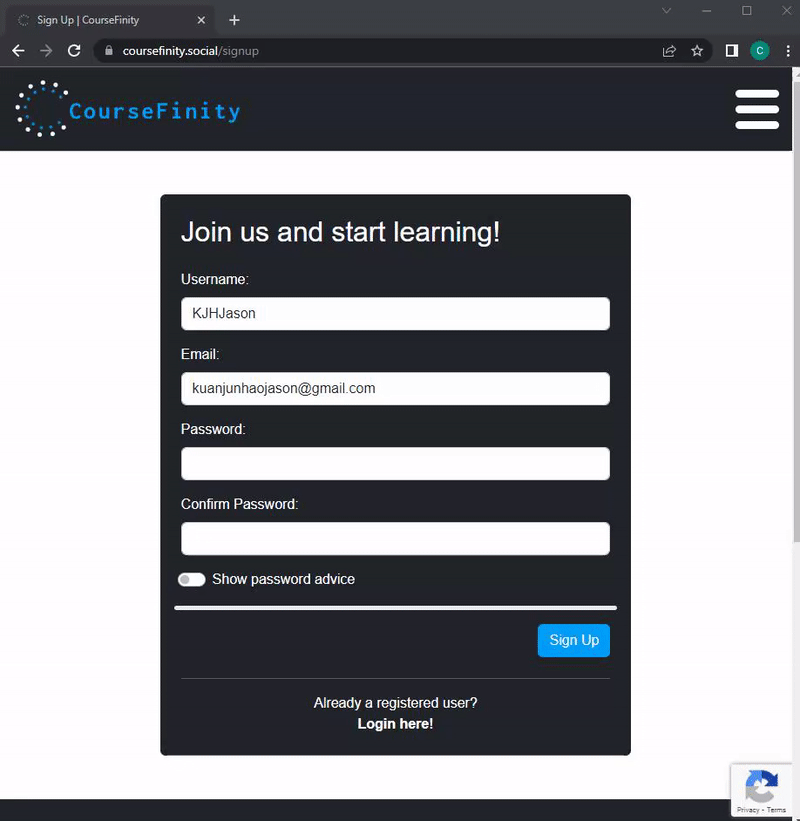 Sign Up | CourseFinity
coursefinity.social/signup
C
CourseFinity
Join us and start learning!
Username:
KJHJason
Email:
kuanjunhaojason@gmail.com
Password:
Confirm Password:
Show password advice
Sign Up
Already a registered user?
Login here!
Privacy - Terms